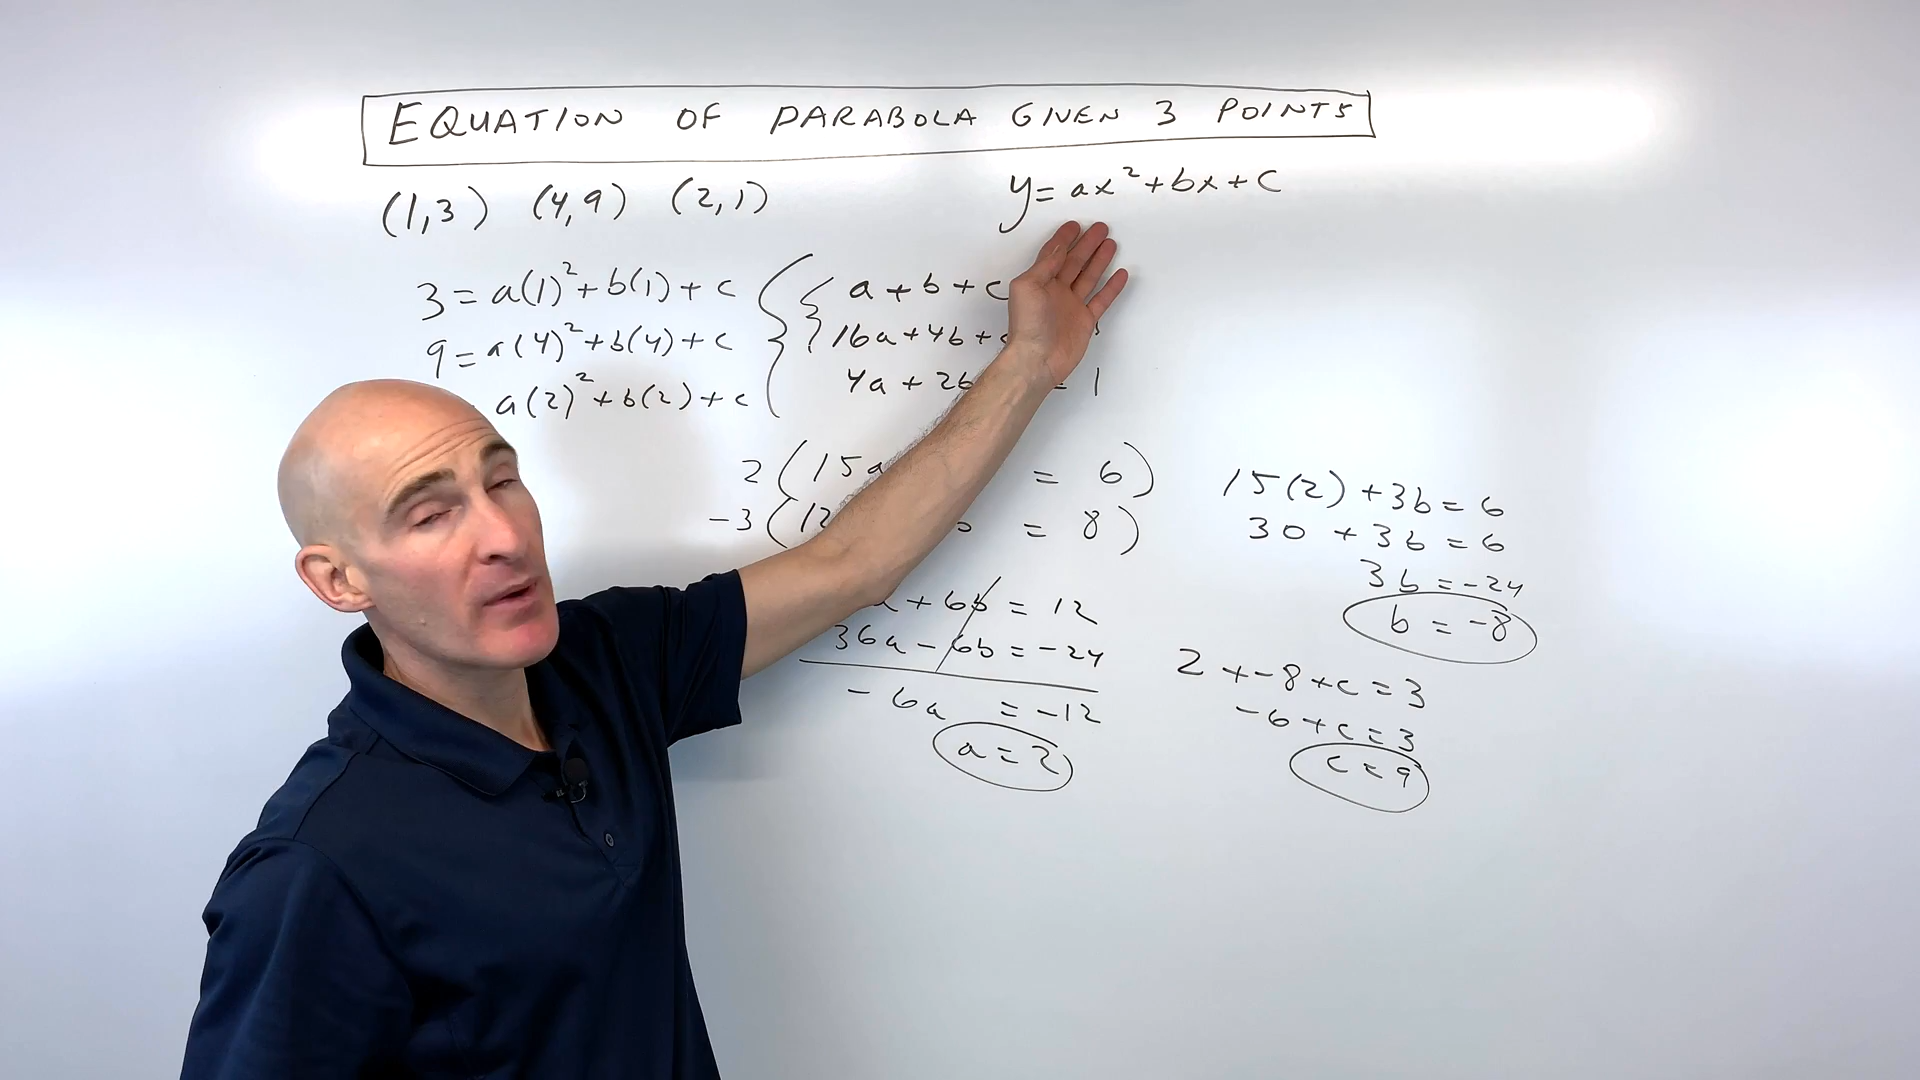 EQUATION OF PARABOLA GIVEN 3 POINTS
(1,3) (4,9) (2,1)
y=ax²+bx+c
3=a(1)²+b(1)+c
9=a(4)²+b(4)+c
a(2)²+b(2)+c
a+b+c
16a+4b+c
4a+2b = 1
2(15a = 6)
-3(12 = 8)
+6b=12
36a-6b=-24
-6a =-12
a=2
15(2)+3b=6
30+3b=6
3b=-24
b=-8
2+-8+c=3
-6+c=3
c=9